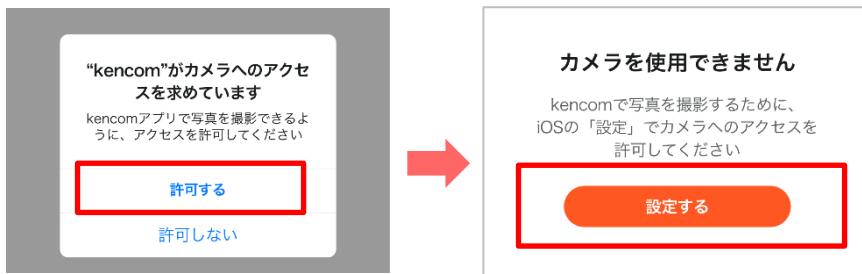 “kencom”がカメラへのアクセ
スを求めています
kencomアプリで写真を撮影できるよ
うに、アクセスを許可してください
許可する
許可しない
カメラを使用できません
kencomで写真を撮影するために、
iOSの「設定」でカメラへのアクセスを
許可してください
設定する